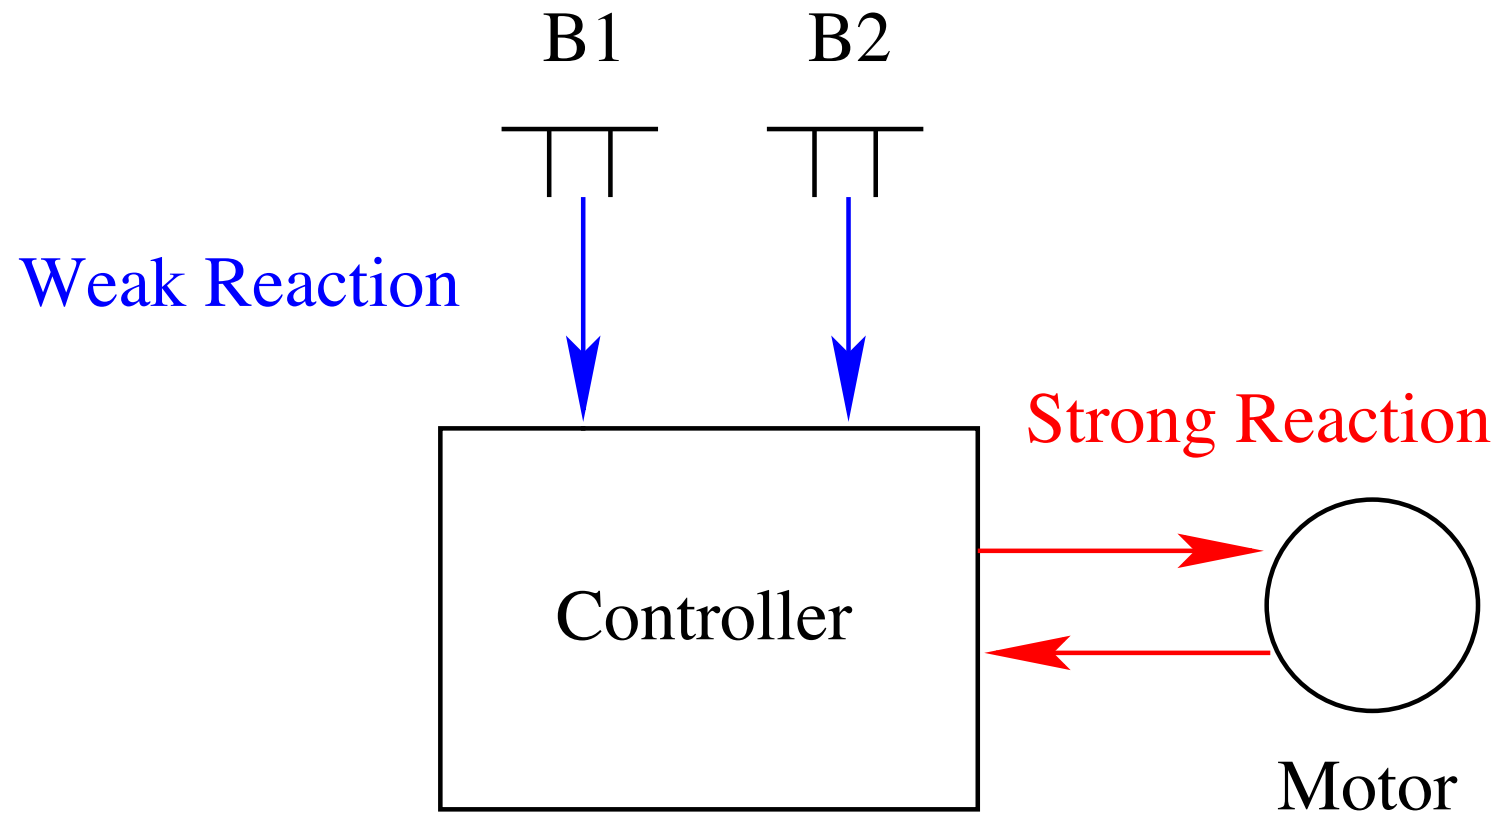 B1
B2
Weak Reaction
Strong Reaction
Controller
Motor